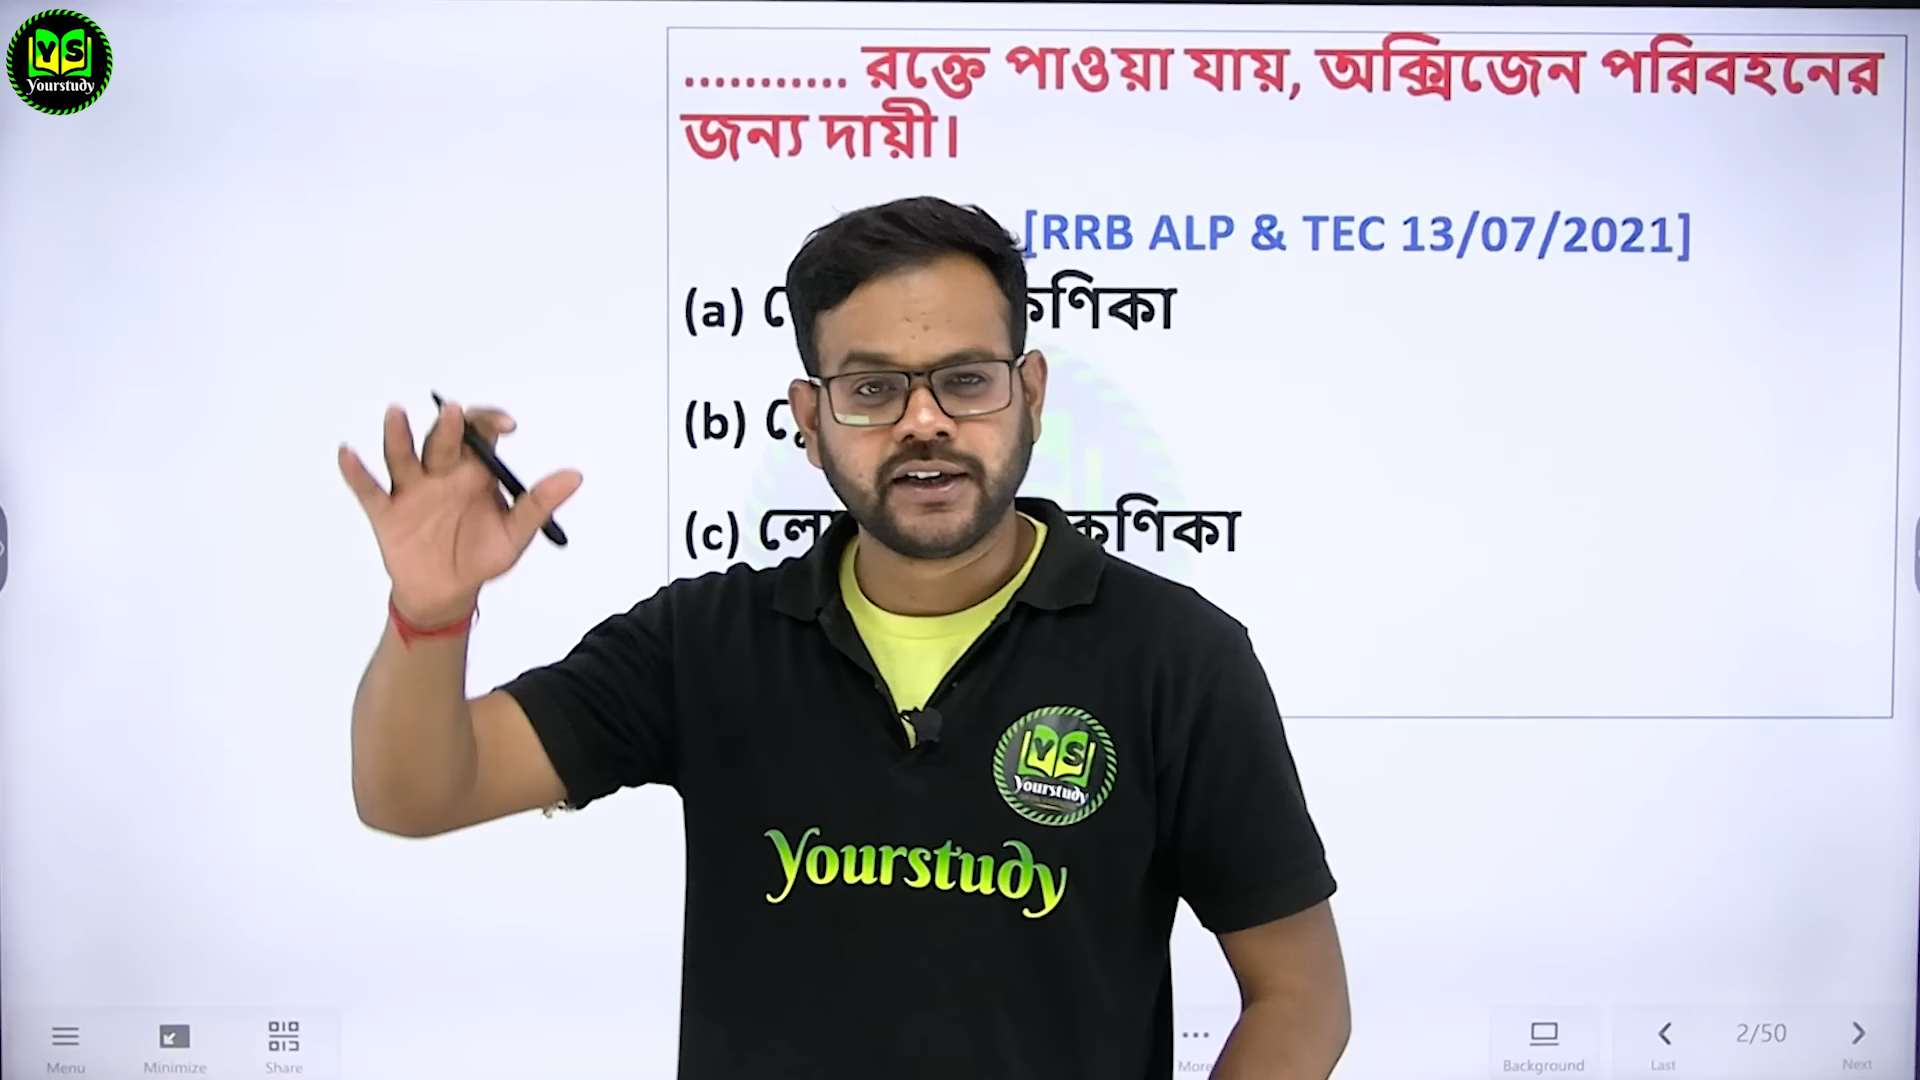 YS
Yourstudy
........... রক্তে পাওয়া যায়, অক্সিজেন পরিবহনের
জন্য দায়ী।
[RRB ALP & TEC 13/07/2021]
(a) কণিকা
(b)
(c) কণিকা
YS
Yourstudy
Yourstudy
Menu
Minimize
Share
More
Background
Last
2/50
Next